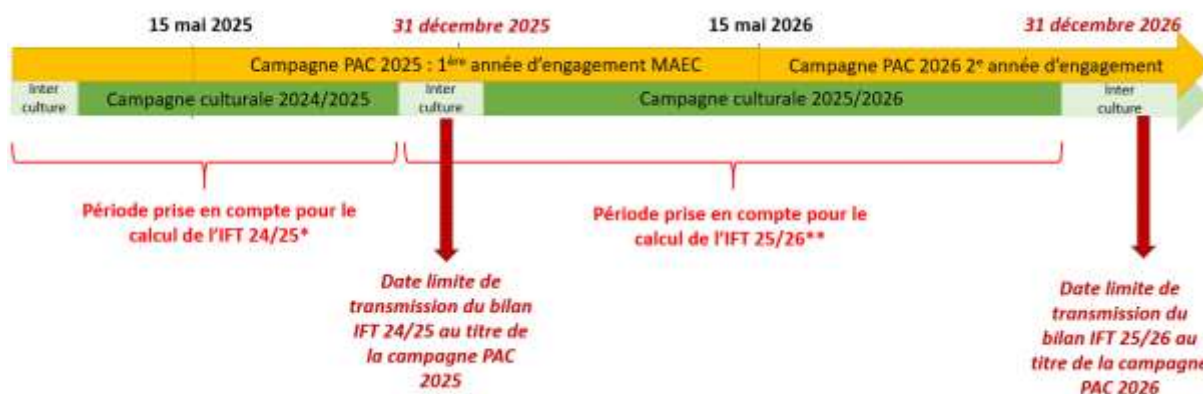 15 mai 2025
31 décembre 2025
15 mai 2026
31 décembre 2026
Campagne PAC 2025 : 1ère année d’engagement MAEC
Campagne PAC 2026 2e année d’engagement
Inter
culture
Campagne culturale 2024/2025
Inter
culture
Campagne culturale 2025/2026
Inter
culture
Période prise en compte pour le
calcul de l’IFT 24/25*
Période prise en compte pour le
calcul de l’IFT 25/26**
Date limite de
transmission du bilan
IFT 24/25 au titre de
la campagne PAC
2025
Date limite de
transmission du
bilan IFT 25/26 au
titre de la campagne
PAC 2026